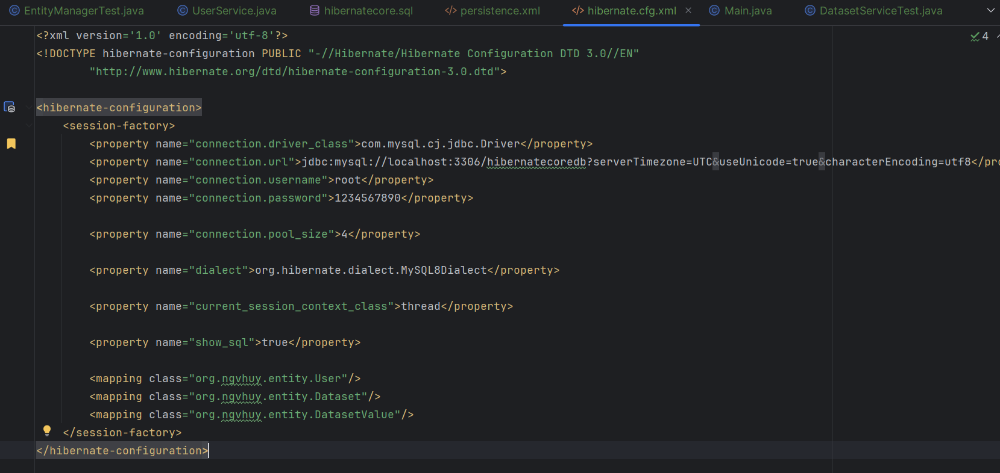 EntityManagerTest.java UserService.java hibernatecore.sql persistence.xml hibernate.cfg.xml Main.java DatasetServiceTest.java
<?xml version='1.0' encoding='utf-8'?>
4
<!DOCTYPE hibernate-configuration PUBLIC "-//Hibernate/Hibernate Configuration DTD 3.0//EN"
"http://www.hibernate.org/dtd/hibernate-configuration-3.0.dtd">
<hibernate-configuration>
<session-factory>
<property name="connection.driver_class">com.mysql.cj.jdbc.Driver</property>
<property name="connection.url">jdbc:mysql://localhost:3306/hibernatecoredb?serverTimezone=UTC&useUnicode=true&characterEncoding=utf8</pro
<property name="connection.username">root</property>
<property name="connection.password">1234567890</property>
<property name="connection.pool_size">4</property>
<property name="dialect">org.hibernate.dialect.MySQL8Dialect</property>
<property name="current_session_context_class">thread</property>
<property name="show_sql">true</property>
<mapping class="org.ngvhuy.entity.User"/>
<mapping class="org.ngvhuy.entity.Dataset"/>
<mapping class="org.ngvhuy.entity.DatasetValue"/>
</session-factory>
</hibernate-configuration>